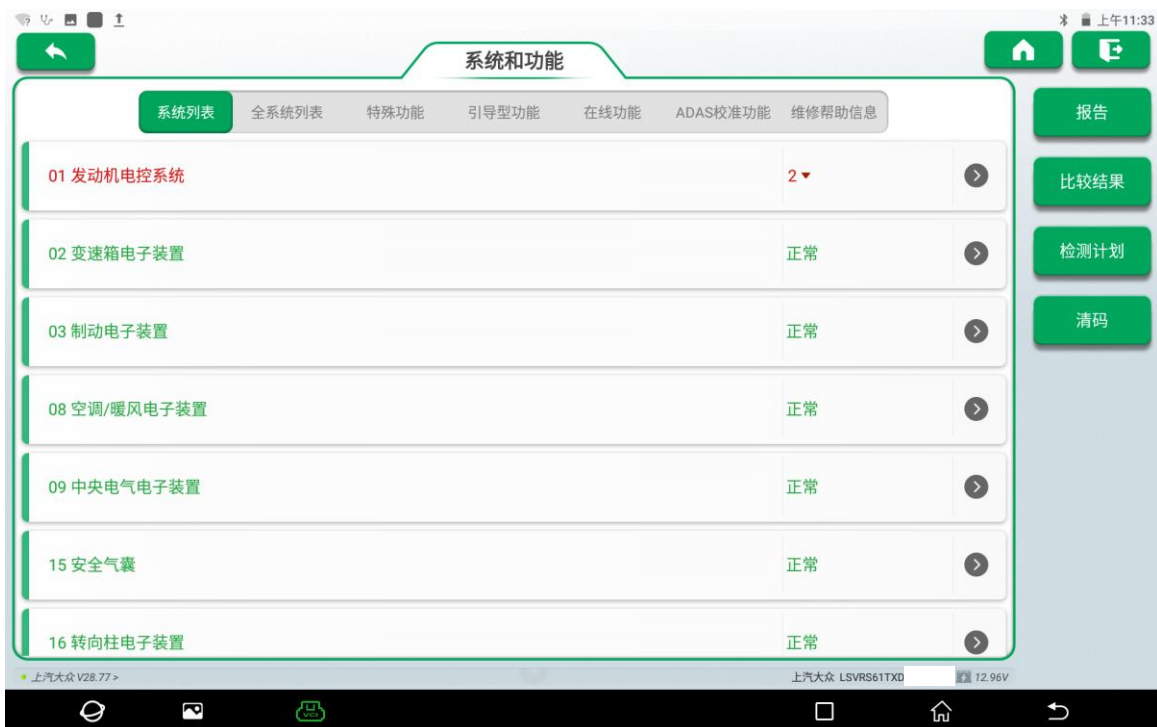 上午11:33
系统和功能
系统列表 全系统列表 特殊功能 引导型功能 在线功能 ADAS校准功能 维修帮助信息
01 发动机电控系统 2
02 变速箱电子装置 正常
03 制动电子装置 正常
08 空调/暖风电子装置 正常
09 中央电气电子装置 正常
15 安全气囊 正常
16 转向柱电子装置 正常
报告
比较结果
检测计划
清码
上汽大众 V28.77 >
上汽大众 LSVRS61TXD 12.96V
VCI